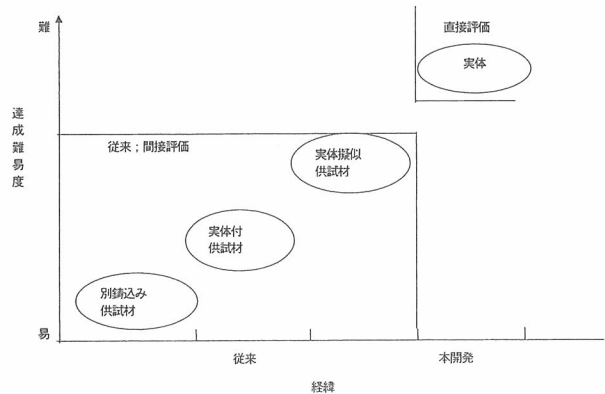 難
直接評価
実体
達成難易度
従来；間接評価
実体擬似
供試材
実体付
供試材
別鋳込み
供試材
易
従来
本開発
経緯